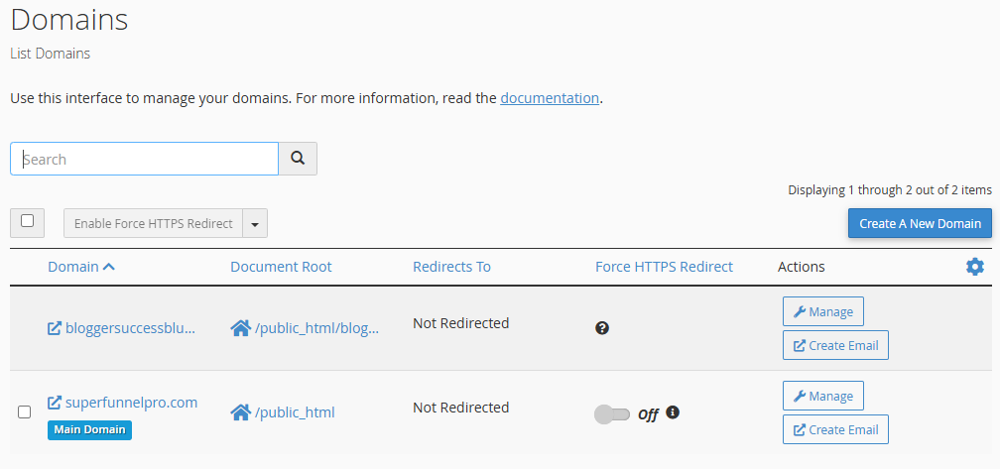 Domains
List Domains
Use this interface to manage your domains. For more information, read the documentation.
Search
Displaying 1 through 2 out of 2 items
Enable Force HTTPS Redirect
Create A New Domain
Domain Document Root Redirects To Force HTTPS Redirect Actions
bloggersuccessblu... /public_html/blog... Not Redirected Manage
Create Email
superfunnelpro.com /public_html Not Redirected Off Manage
Main Domain Create Email